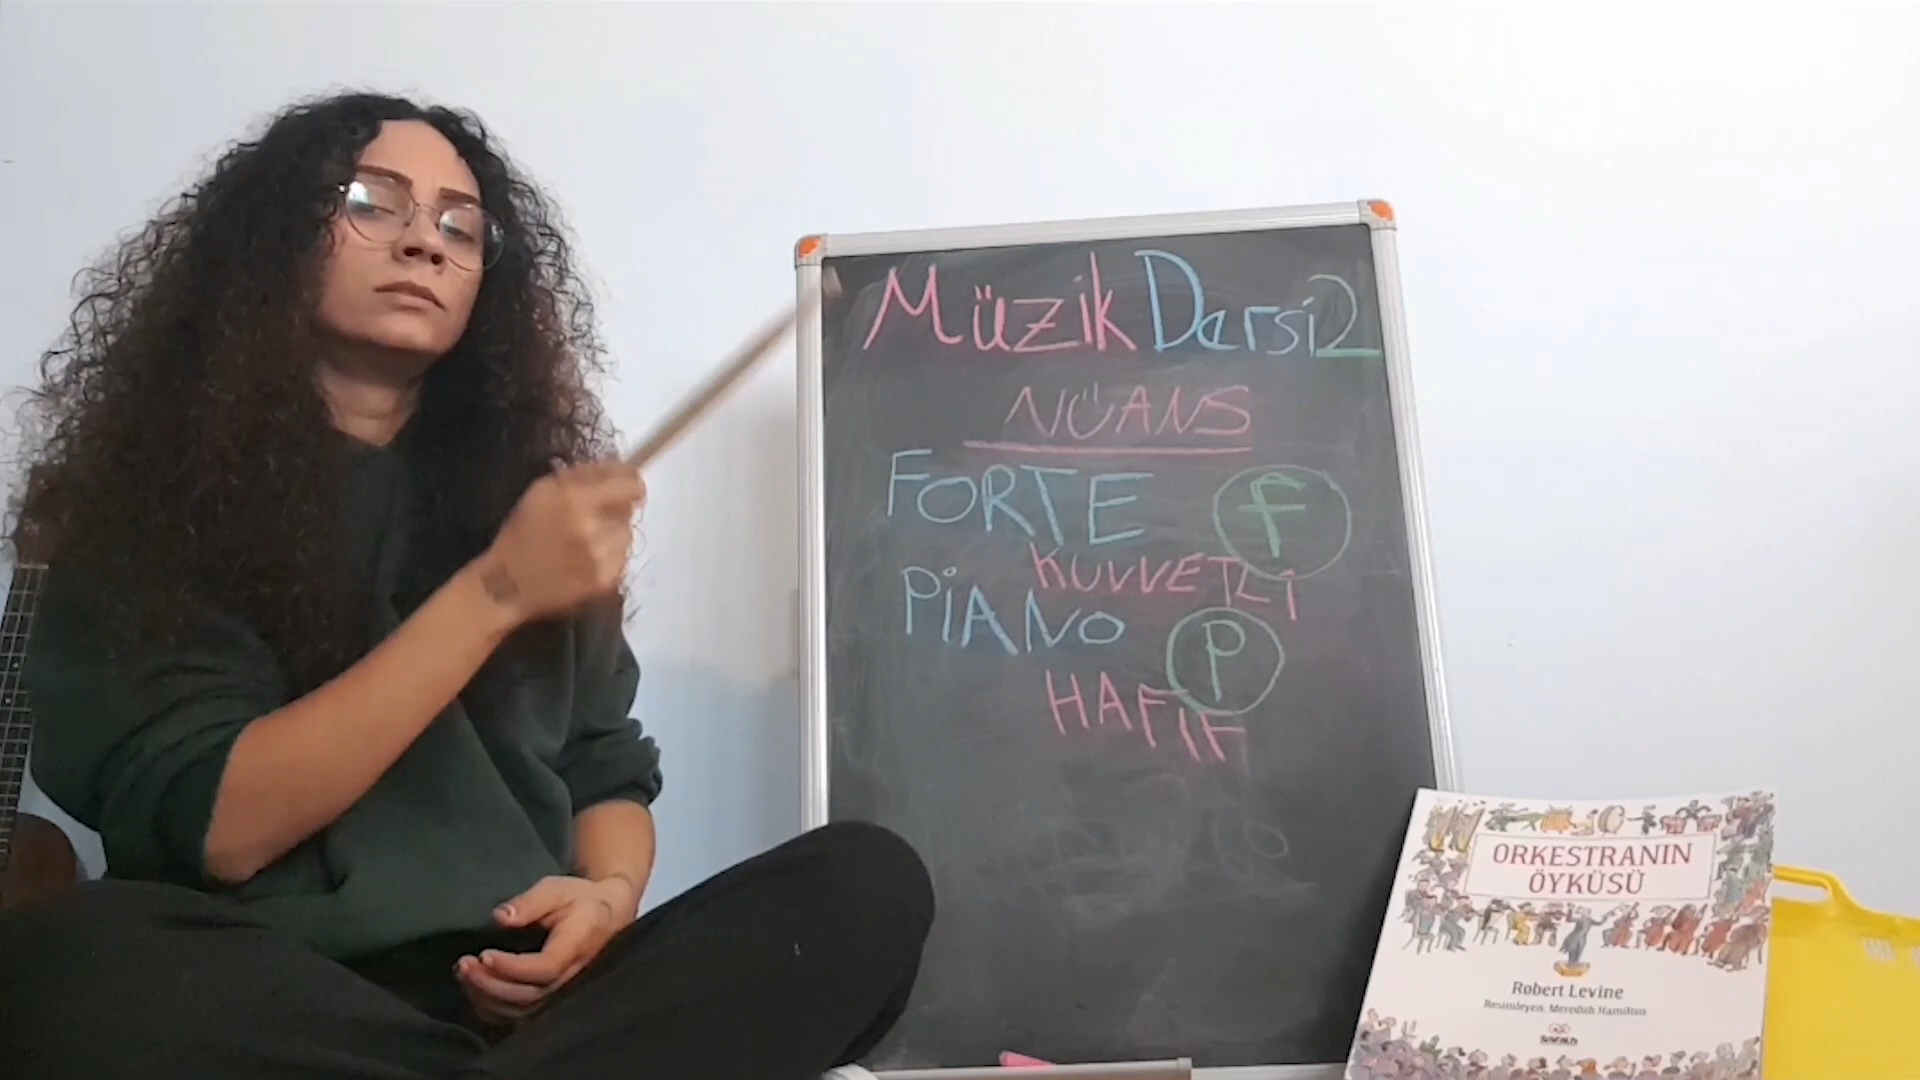 Müzik Dersi 2
NÜANS
FORTE F
KUVVETLİ
PİANO P
HAFİF
ORKESTRANIN
ÖYKÜSÜ
Robert Levine
Resimleyen: Meredith Hamilton